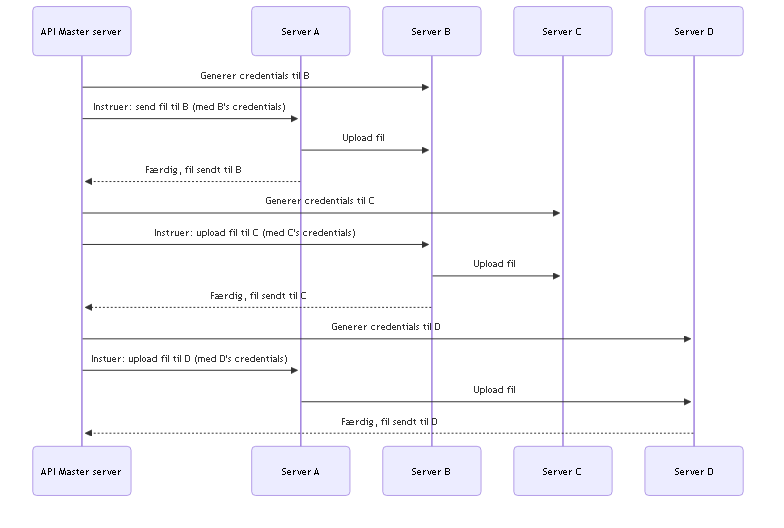 API Master server
Server A
Server B
Server C
Server D
Generer credentials til B
Instruer: send fil til B (med B's credentials)
Upload fil
Færdig, fil sendt til B
Generer credentials til C
Instruer: upload fil til C (med C's credentials)
Upload fil
Færdig, fil sendt til C
Generer credentials til D
Instuer: upload fil til D (med D's credentials)
Upload fil
Færdig, fil sendt til D
API Master server
Server A
Server B
Server C
Server D